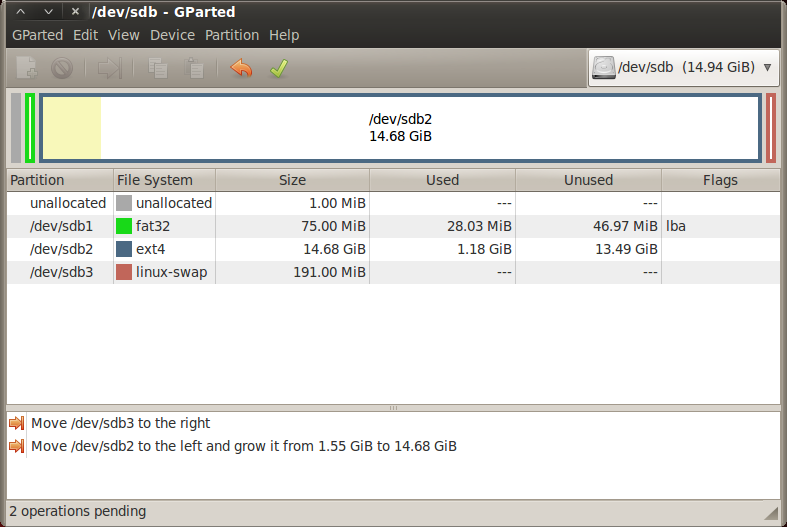 /dev/sdb - GParted
GParted Edit View Device Partition Help
/dev/sdb (14.94 GiB)
/dev/sdb2
14.68 GiB
Partition File System Size Used Unused Flags
unallocated unallocated 1.00 MiB --- ---
/dev/sdb1 fat32 75.00 MiB 28.03 MiB 46.97 MiB lba
/dev/sdb2 ext4 14.68 GiB 1.18 GiB 13.49 GiB
/dev/sdb3 linux-swap 191.00 MiB --- ---
Move /dev/sdb3 to the right
Move /dev/sdb2 to the left and grow it from 1.55 GiB to 14.68 GiB
2 operations pending